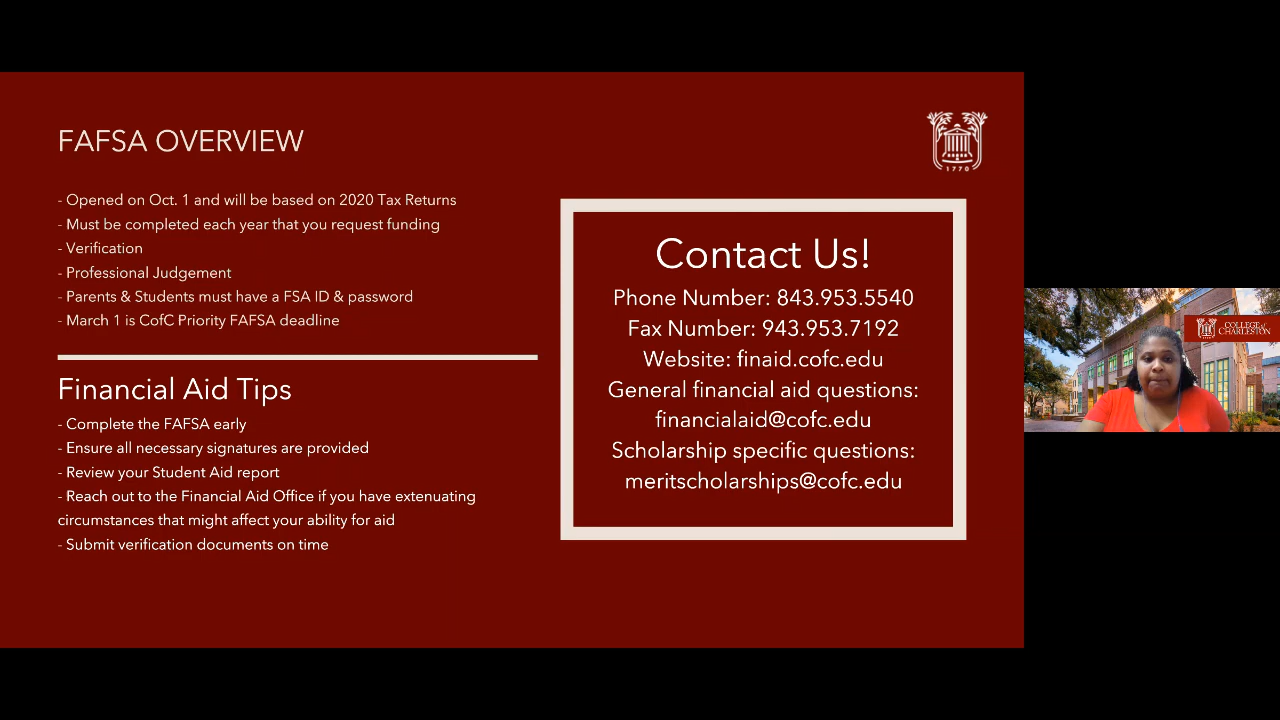 FAFSA OVERVIEW
- Opened on Oct. 1 and will be based on 2020 Tax Returns
- Must be completed each year that you request funding
- Verification
- Professional Judgement
- Parents & Students must have a FSA ID & password
- March 1 is CofC Priority FAFSA deadline
Financial Aid Tips
- Complete the FAFSA early
- Ensure all necessary signatures are provided
- Review your Student Aid report
- Reach out to the Financial Aid Office if you have extenuating
circumstances that might affect your ability for aid
- Submit verification documents on time
1770
Contact Us!
Phone Number: 843.953.5540
Fax Number: 943.953.7192
Website: finaid.cofc.edu
General financial aid questions:
financialaid@cofc.edu
Scholarship specific questions:
meritscholarships@cofc.edu
COLLEGE of
CHARLESTON